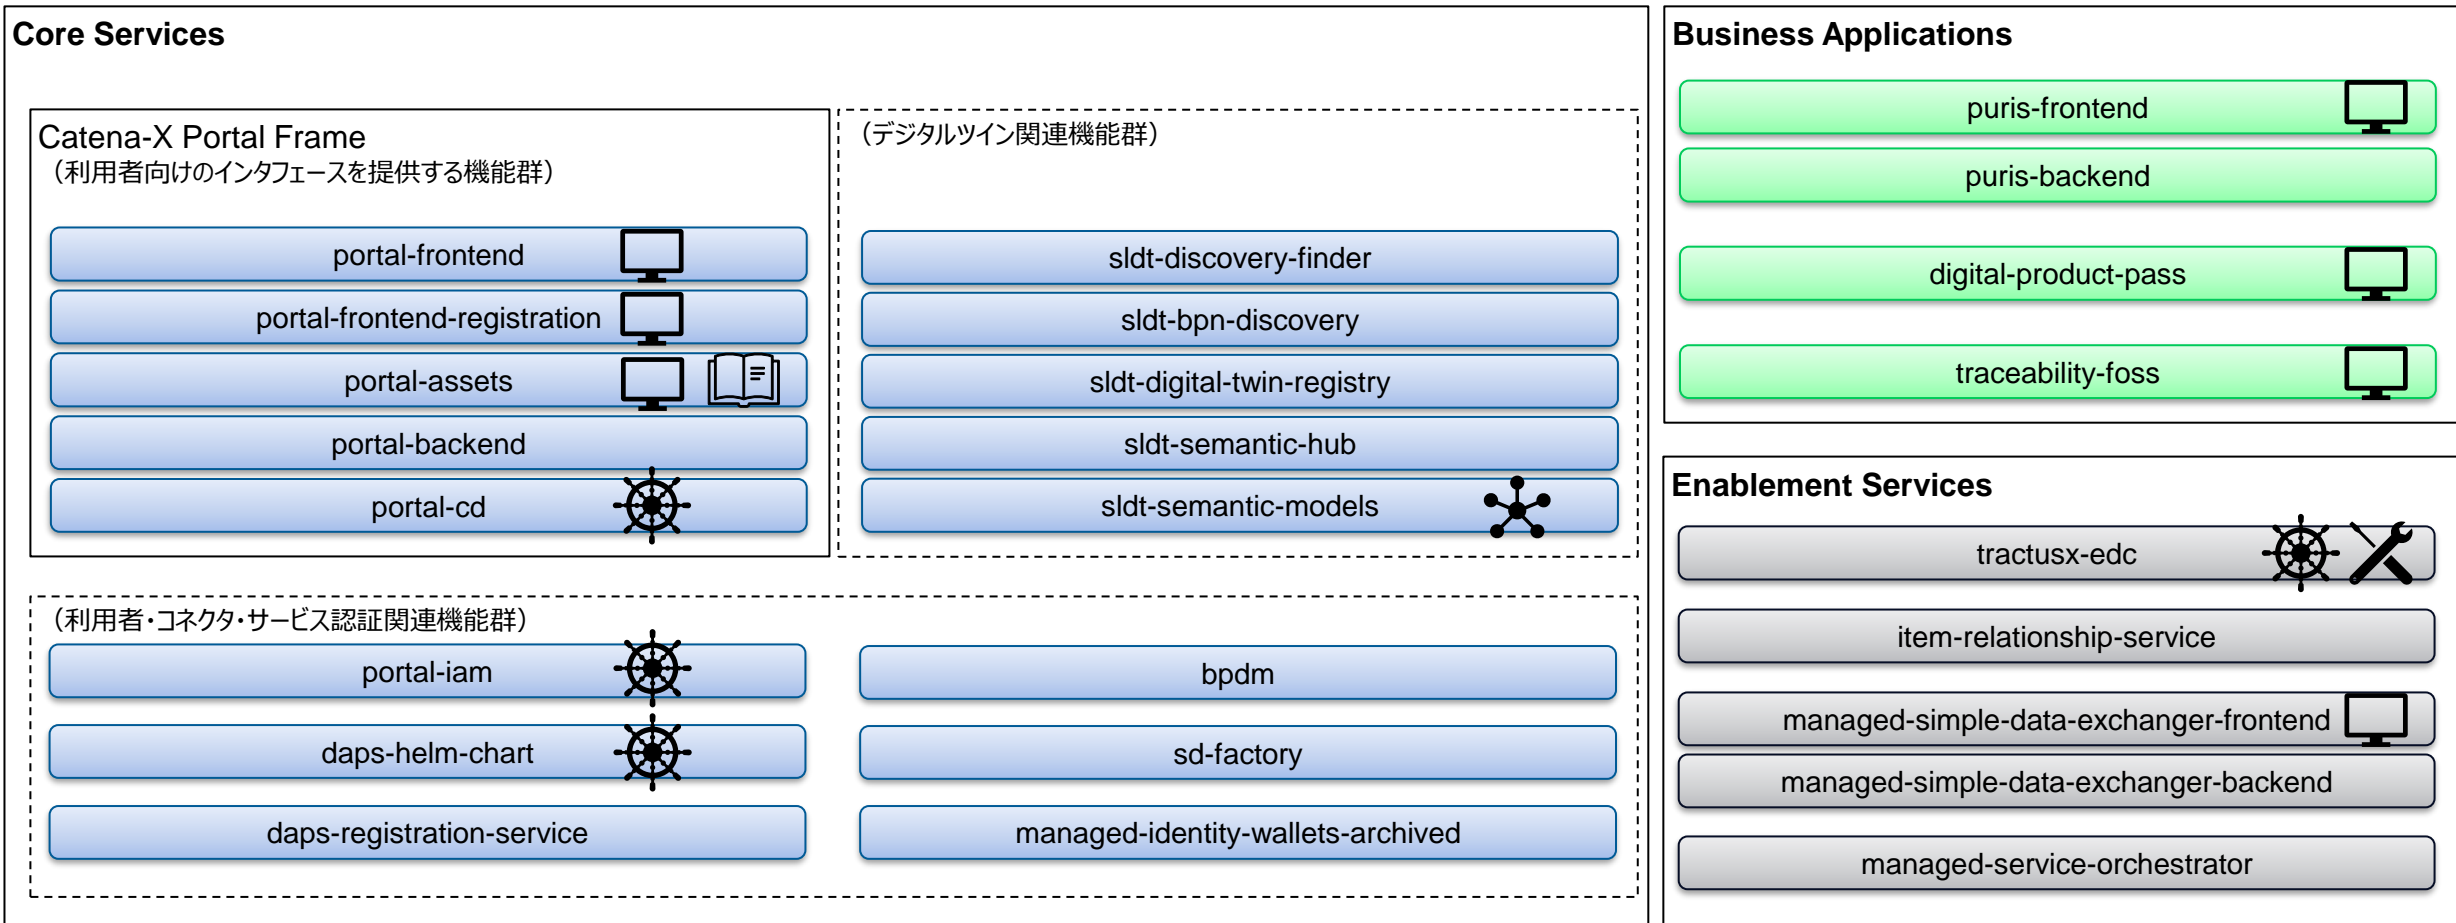 Core Services
Catena-X Portal Frame
（利用者向けのインタフェースを提供する機能群）
portal-frontend
portal-frontend-registration
portal-assets
portal-backend
portal-cd
（デジタルツイン関連機能群）
sldt-discovery-finder
sldt-bpn-discovery
sldt-digital-twin-registry
sldt-semantic-hub
sldt-semantic-models
（利用者・コネクタ・サービス認証関連機能群）
portal-iam
daps-helm-chart
daps-registration-service
bpdm
sd-factory
managed-identity-wallets-archived
Business Applications
puris-frontend
puris-backend
digital-product-pass
traceability-foss
Enablement Services
tractusx-edc
item-relationship-service
managed-simple-data-exchanger-frontend
managed-simple-data-exchanger-backend
managed-service-orchestrator